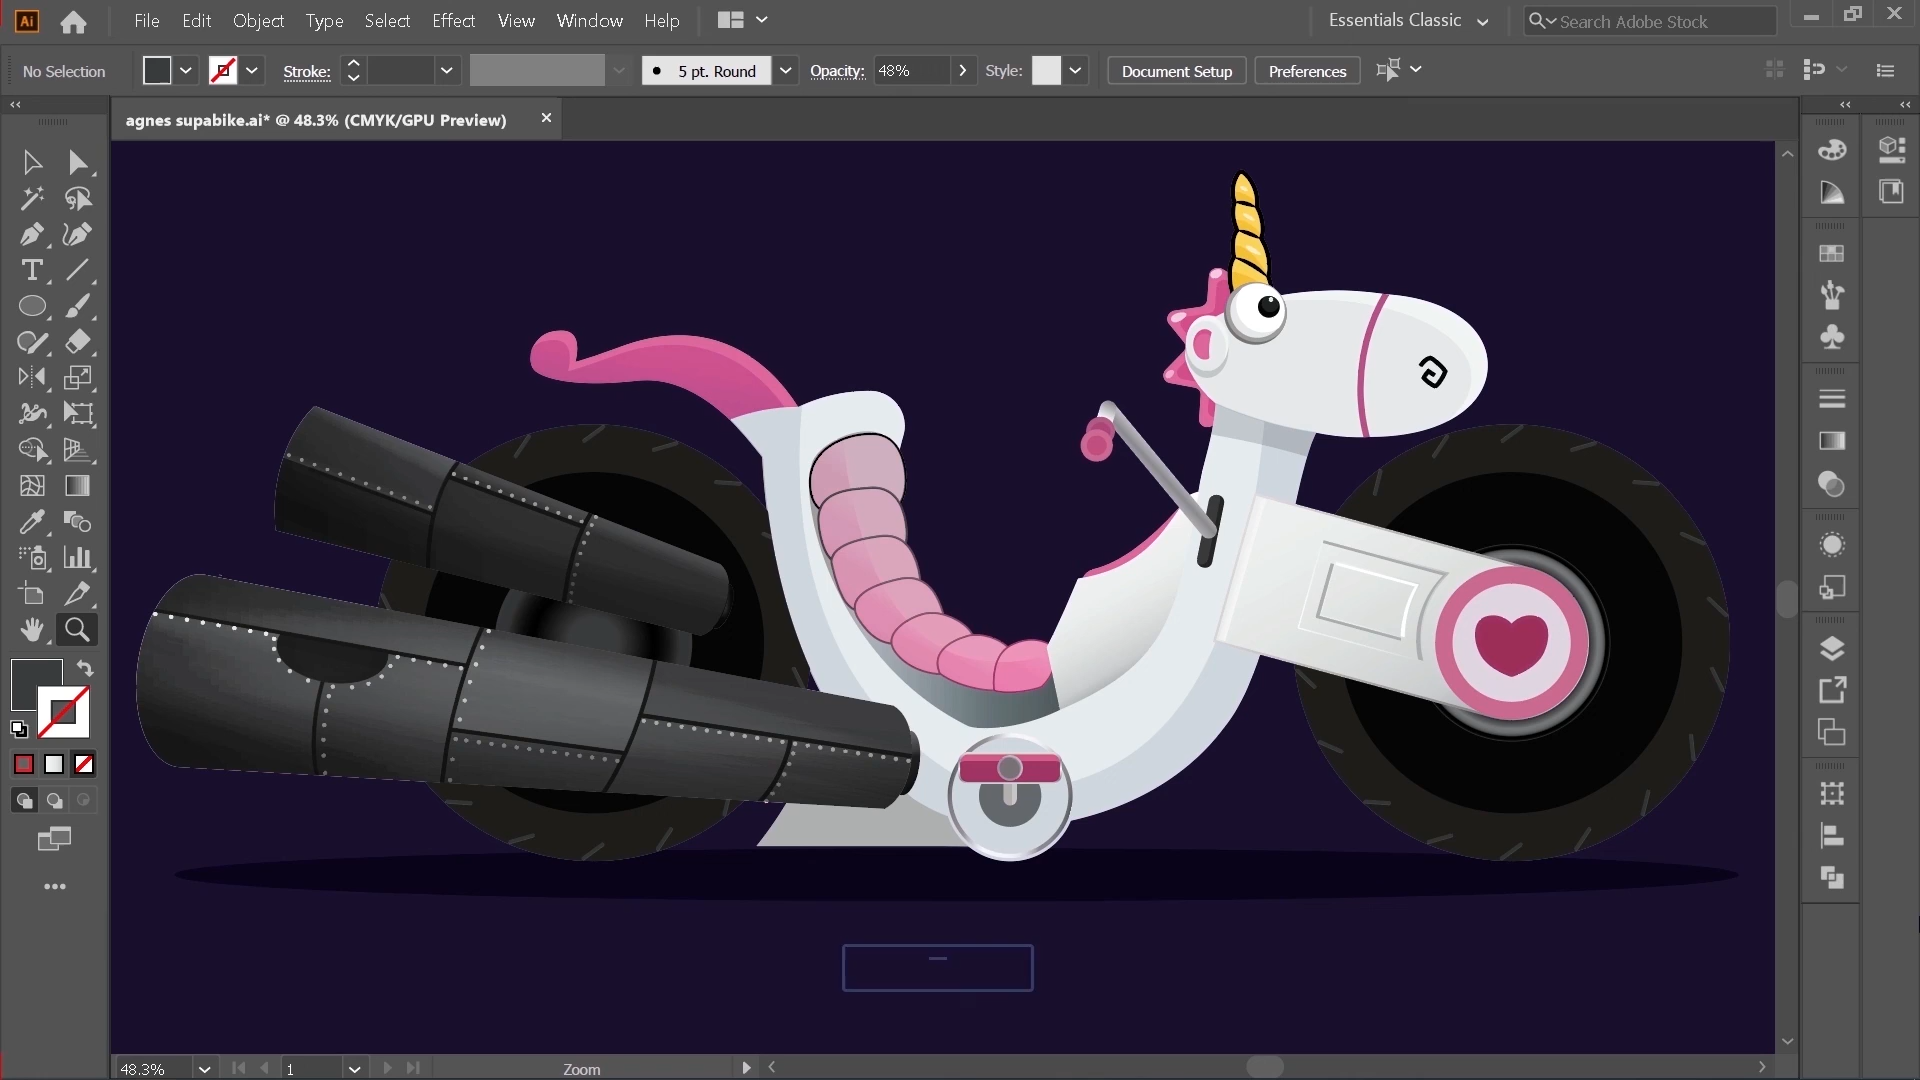 Ai File Edit Object Type Select Effect View Window Help Essentials Classic Search Adobe Stock
No Selection Stroke: 5 pt. Round Opacity: 48% Style: Document Setup Preferences
agnes supabike.ai* @ 48.3% (CMYK/GPU Preview)
48.3% 1 Zoom